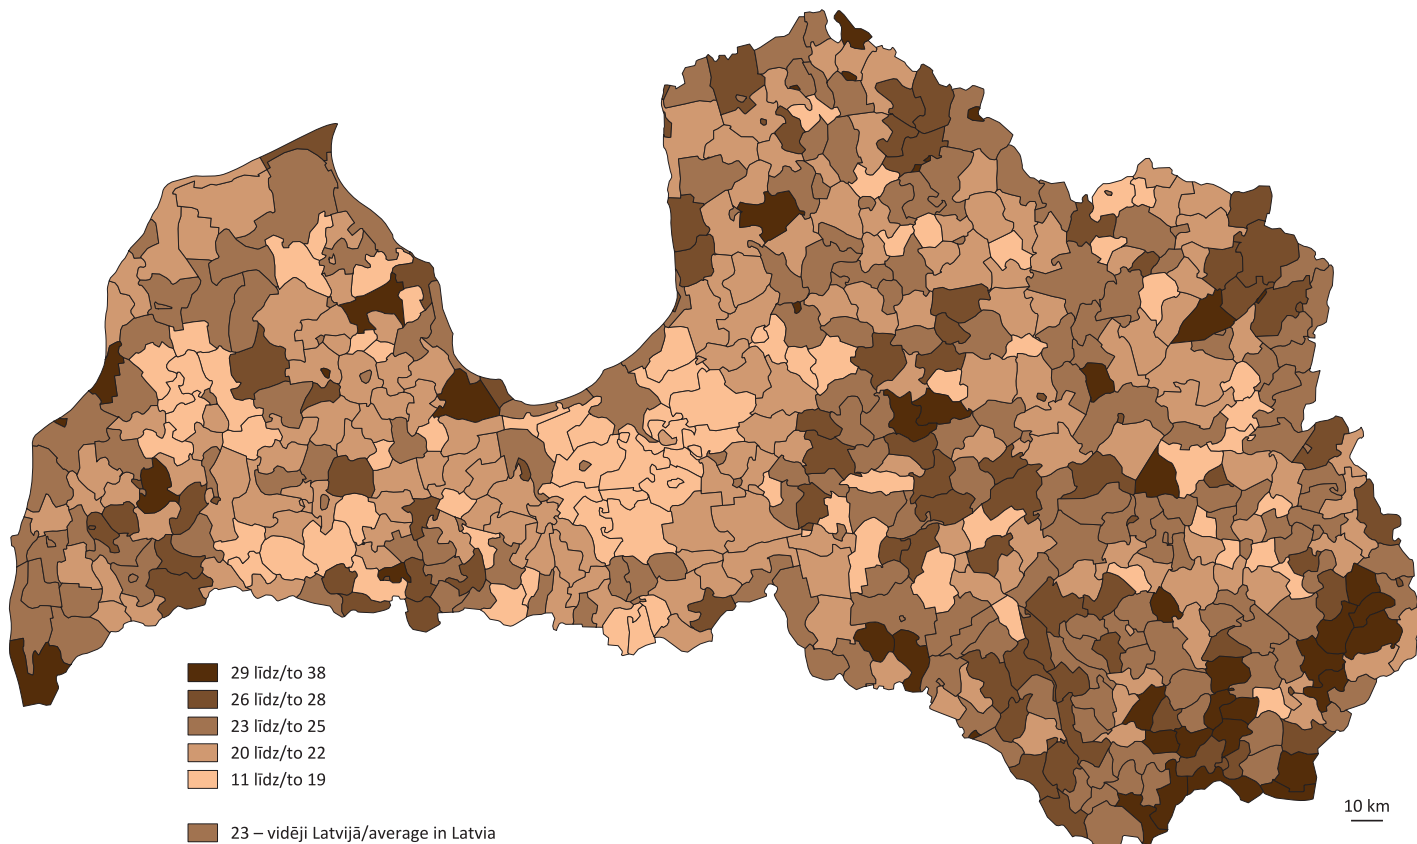 29 līdz/to 38
26 līdz/to 28
23 līdz/to 25
20 līdz/to 22
11 līdz/to 19
23 – vidēji Latvijā/average in Latvia
10 km